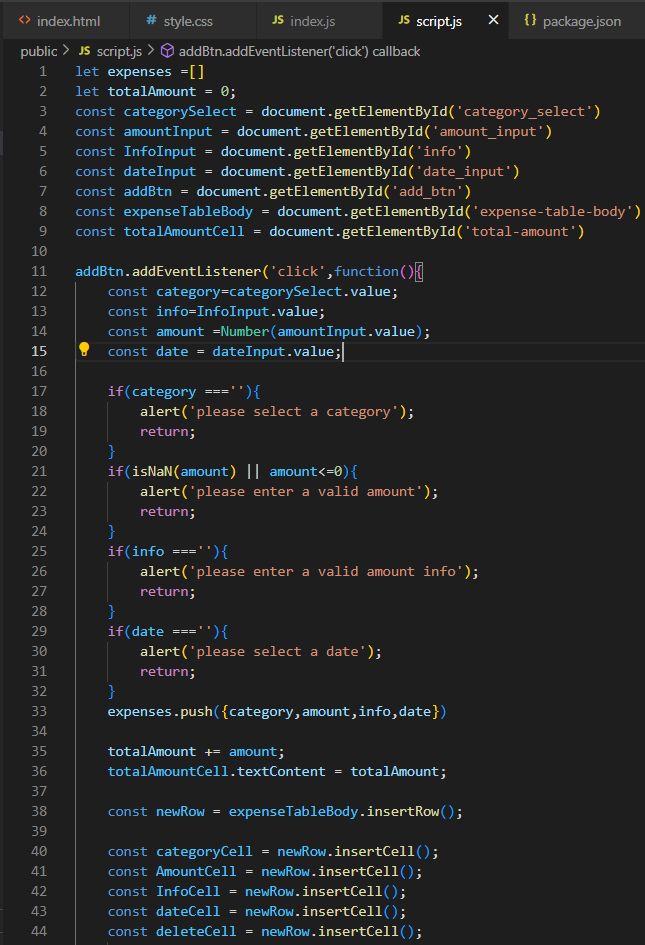 <> index.html # style.css JS index.js JS script.js × {} package.json
public > JS script.js > addBtn.addEventListener('click') callback
1 let expenses =[]
2 let totalAmount = 0;
3 const categorySelect = document.getElementById('category_select')
4 const amountInput = document.getElementById('amount_input')
5 const InfoInput = document.getElementById('info')
6 const dateInput = document.getElementById('date_input')
7 const addBtn = document.getElementById('add_btn')
8 const expenseTableBody = document.getElementById('expense-table-body')
9 const totalAmountCell = document.getElementById('total-amount')
10
11 addBtn.addEventListener('click',function(){
12 const category=categorySelect.value;
13 const info=InfoInput.value;
14 const amount =Number(amountInput.value);
15 const date = dateInput.value;
16
17 if(category ===''){
18 alert('please select a category');
19 return;
20 }
21 if(isNaN(amount) || amount<=0){
22 alert('please enter a valid amount');
23 return;
24 }
25 if(info ===''){
26 alert('please enter a valid amount info');
27 return;
28 }
29 if(date ===''){
30 alert('please select a date');
31 return;
32 }
33 expenses.push({category,amount,info,date})
34
35 totalAmount += amount;
36 totalAmountCell.textContent = totalAmount;
37
38 const newRow = expenseTableBody.insertRow();
39
40 const categoryCell = newRow.insertCell();
41 const AmountCell = newRow.insertCell();
42 const InfoCell = newRow.insertCell();
43 const dateCell = newRow.insertCell();
44 const deleteCell = newRow.insertCell();